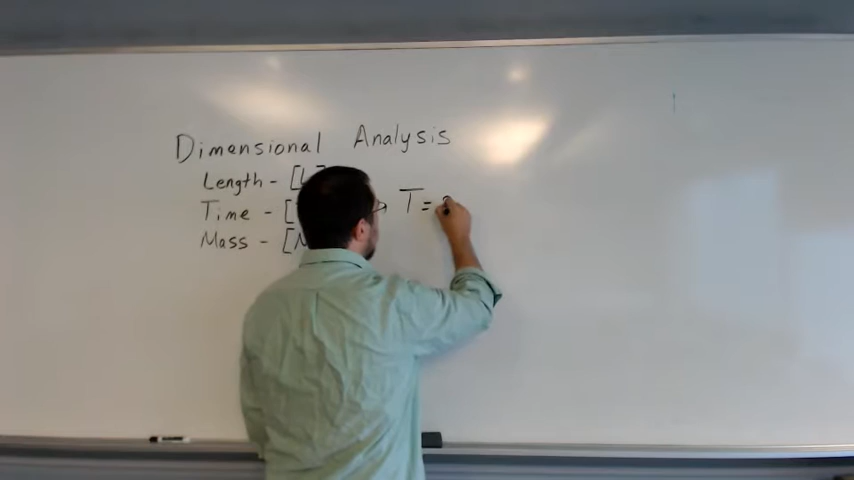 Dimensional Analysis
Length - [L]
Time - [ T =
Mass - [M